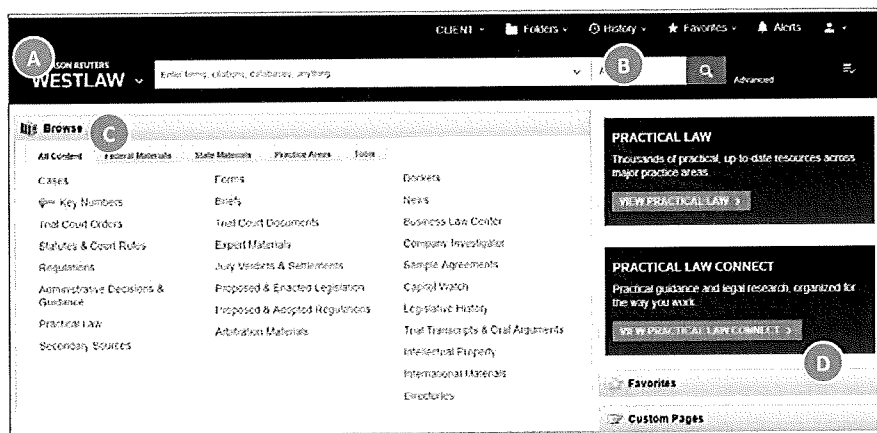 CLIENT Folders History Favorites Alerts
A
SON REUTERS
WESTLAW
Enter terms, citations, databases, anything
A
B
Advanced
Browse
C
All Content Federal Materials State Materials Practice Areas Tools
Cases
Key Numbers
Trial Court Orders
Statutes & Court Rules
Regulations
Administrative Decisions &
Guidance
Practical Law
Secondary Sources
Forms
Briefs
Trial Court Documents
Expert Materials
Jury Verdicts & Settlements
Proposed & Enacted Legislation
Proposed & Adopted Regulations
Arbitration Materials
Dockets
News
Business Law Center
Company Investigator
Sample Agreements
Capitol Watch
Legislative History
Trial Transcripts & Oral Arguments
Intellectual Property
International Materials
Directories
PRACTICAL LAW
Thousands of practical, up-to-date resources across
major practice areas.
VIEW PRACTICAL LAW
PRACTICAL LAW CONNECT
Practical guidance and legal research, organized for
the way you work.
VIEW PRACTICAL LAW CONNECT
D
Favorites
Custom Pages